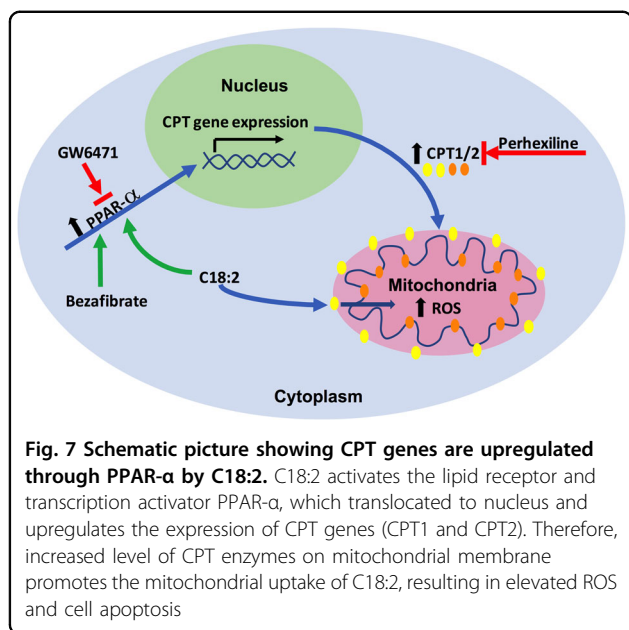 Nucleus
CPT gene expression
GW6471
PPAR-α
Bezafibrate
C18:2
CPT1/2
Perhexiline
Mitochondria
ROS
Cytoplasm
Fig. 7 Schematic picture showing CPT genes are upregulated
through PPAR-α by C18:2. C18:2 activates the lipid receptor and
transcription activator PPAR-α, which translocated to nucleus and
upregulates the expression of CPT genes (CPT1 and CPT2). Therefore,
increased level of CPT enzymes on mitochondrial membrane
promotes the mitochondrial uptake of C18:2, resulting in elevated ROS
and cell apoptosis